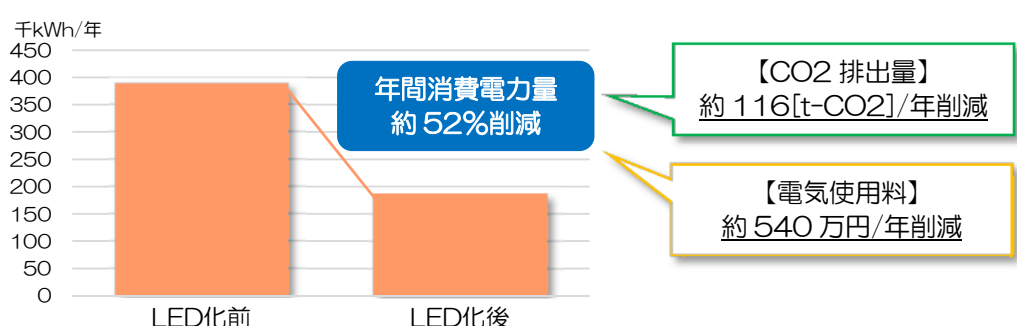 千kWh/年
450
400
350
300
250
200
150
100
50
0
LED化前
LED化後
年間消費電力量
約52%削減
【CO2 排出量】
約 116[t-CO2]/年削減
【電気使用料】
約 540 万円/年削減